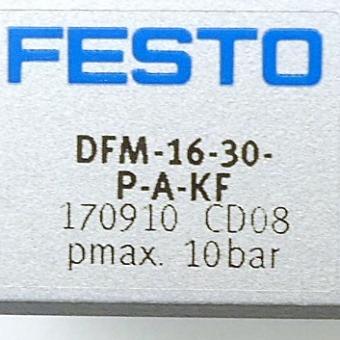 FESTO
DFM-16-30-
P-A-KF
170910 CD08
pmax. 10bar